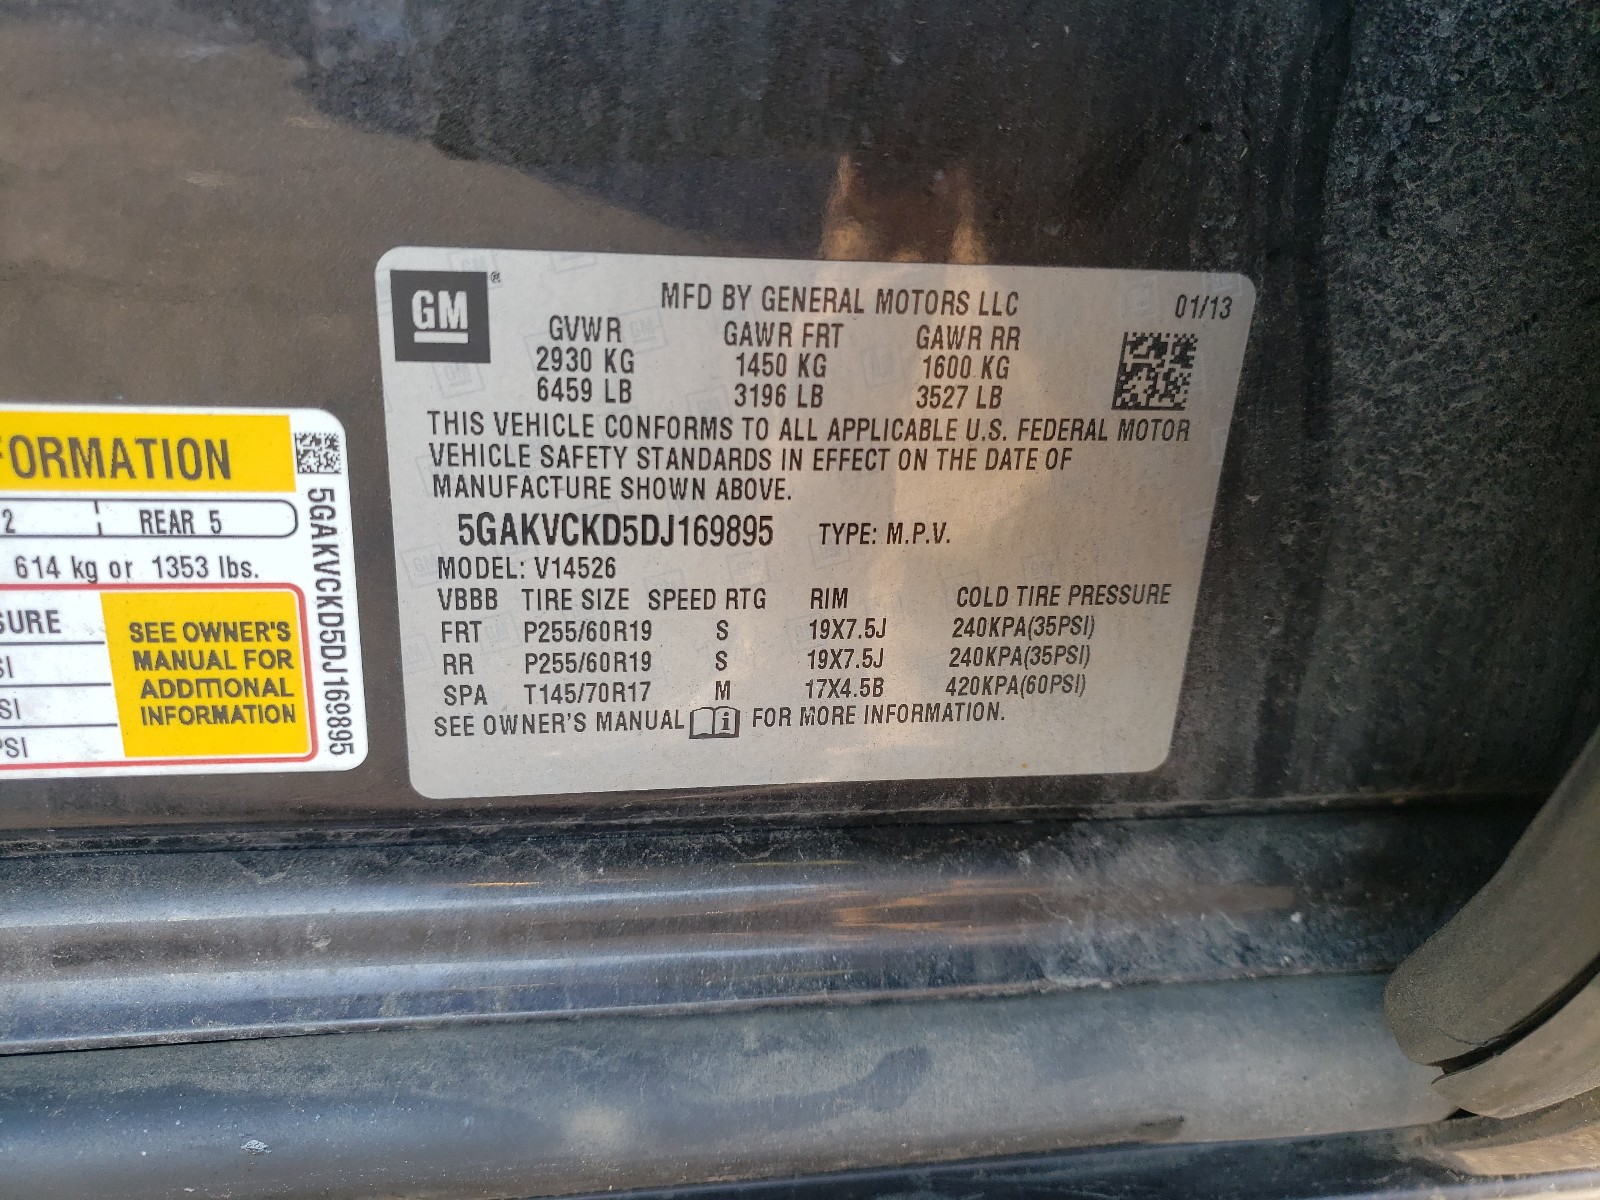 GM®
MFD BY GENERAL MOTORS LLC 01/13
GVWR GAWR FRT GAWR RR
2930 KG 1450 KG 1600 KG
6459 LB 3196 LB 3527 LB
THIS VEHICLE CONFORMS TO ALL APPLICABLE U.S. FEDERAL MOTOR
VEHICLE SAFETY STANDARDS IN EFFECT ON THE DATE OF
MANUFACTURE SHOWN ABOVE.
5GAKVCKD5DJ169895 TYPE: M.P.V.
MODEL: V14526
VBBB TIRE SIZE SPEED RTG RIM COLD TIRE PRESSURE
FRT P255/60R19 S 19X7.5J 240KPA(35PSI)
RR P255/60R19 S 19X7.5J 240KPA(35PSI)
SPA T145/70R17 M 17X4.5B 420KPA(60PSI)
SEE OWNER'S MANUAL i FOR MORE INFORMATION.
FORMATION
2 REAR 5
614 kg or 1353 lbs.
SURE
SI
SI
PSI
SEE OWNER'S
MANUAL FOR
ADDITIONAL
INFORMATION
5GAKVCKD5DJ169895